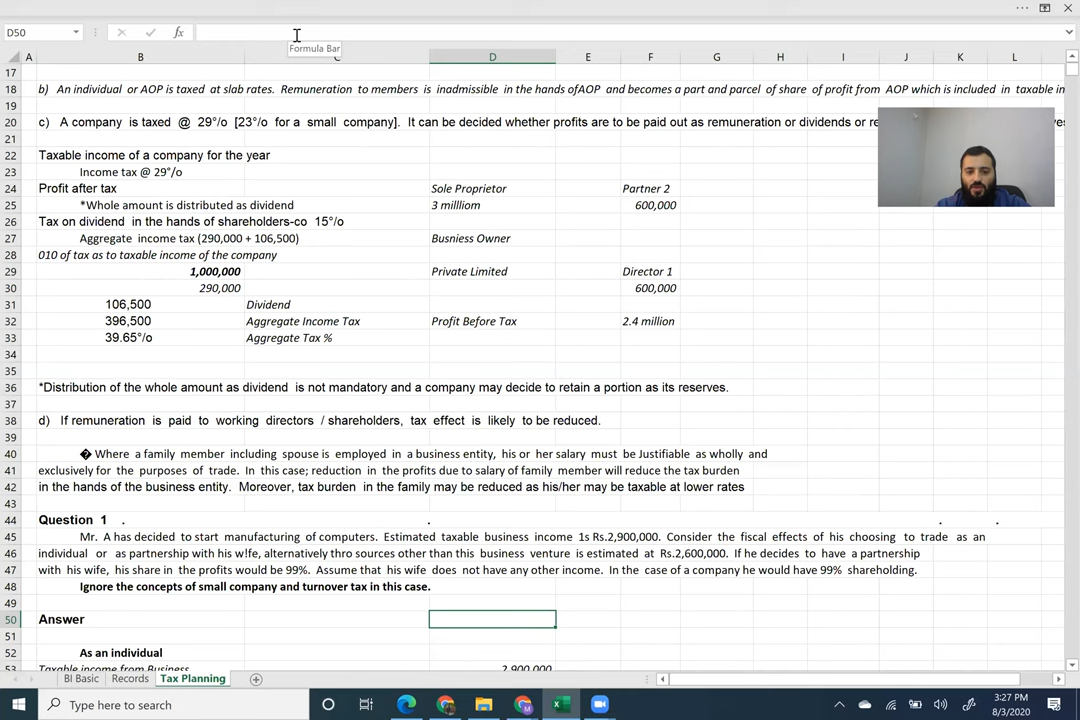 D50
fx
Formula Bar
A B C D E F G H I J K L
17
18 b) An individual or AOP is taxed at slab rates. Remuneration to members is inadmissible in the hands ofAOP and becomes a part and parcel of share of profit from AOP which is included in taxable in
19
20 c) A company is taxed @ 29°/o [23°/o for a small company]. It can be decided whether profits are to be paid out as remuneration or dividends or re
21
22 Taxable income of a company for the year
23 Income tax @ 29°/o
24 Profit after tax Sole Proprietor Partner 2
25 *Whole amount is distributed as dividend 3 milliom 600,000
26 Tax on dividend in the hands of shareholders-co 15°/o
27 Aggregate income tax (290,000 + 106,500) Busniess Owner
28 010 of tax as to taxable income of the company
29 1,000,000 Private Limited Director 1
30 290,000 600,000
31 106,500 Dividend
32 396,500 Aggregate Income Tax Profit Before Tax 2.4 million
33 39.65°/o Aggregate Tax %
34
35
36 *Distribution of the whole amount as dividend is not mandatory and a company may decide to retain a portion as its reserves.
37
38 d) If remuneration is paid to working directors / shareholders, tax effect is likely to be reduced.
39
40 � Where a family member including spouse is employed in a business entity, his or her salary must be Justifiable as wholly and
41 exclusively for the purposes of trade. In this case; reduction in the profits due to salary of family member will reduce the tax burden
42 in the hands of the business entity. Moreover, tax burden in the family may be reduced as his/her may be taxable at lower rates
43
44 Question 1 . . . .
45 Mr. A has decided to start manufacturing of computers. Estimated taxable business income 1s Rs.2,900,000. Consider the fiscal effects of his choosing to trade as an
46 individual or as partnership with his w!fe, alternatively thro sources other than this business venture is estimated at Rs.2,600,000. If he decides to have a partnership
47 with his wife, his share in the profits would be 99%. Assume that his wife does not have any other income. In the case of a company he would have 99% shareholding.
48 Ignore the concepts of small company and turnover tax in this case.
49
50 Answer
51
52 As an individual
53 Taxable income from Business 2,900,000
BI Basic Records Tax Planning
Type here to search
3:27 PM
8/3/2020